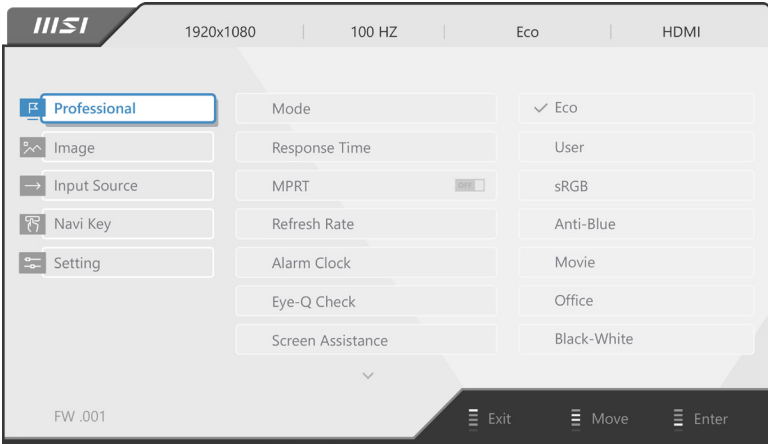 msi
1920x1080 100 HZ Eco HDMI
Professional Mode Eco
Image Response Time User
Input Source MPRT OFF sRGB
Navi Key Refresh Rate Anti-Blue
Setting Alarm Clock Movie
Eye-Q Check Office
Screen Assistance Black-White
FW .001 Exit Move Enter